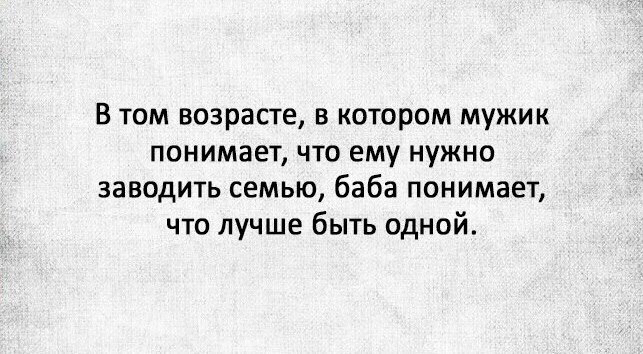 В том возрасте, в котором мужик
понимает, что ему нужно
заводить семью, баба понимает,
что лучше быть одной.